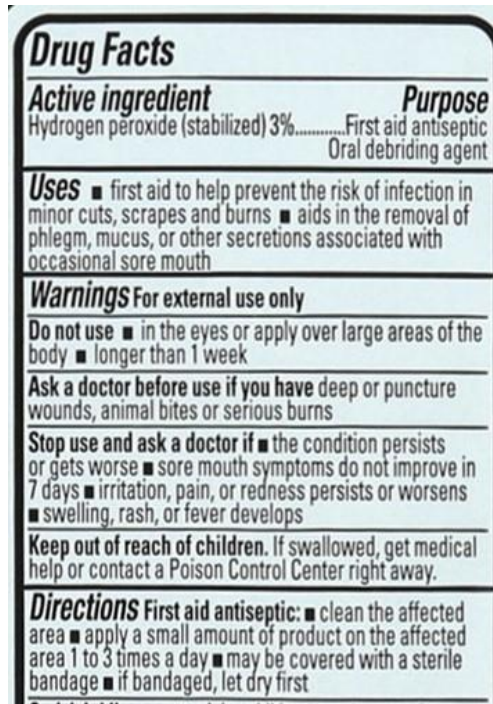 Drug Facts
Active ingredient Purpose
Hydrogen peroxide (stabilized) 3%............First aid antiseptic
Oral debriding agent
Uses ■ first aid to help prevent the risk of infection in
minor cuts, scrapes and burns ■ aids in the removal of
phlegm, mucus, or other secretions associated with
occasional sore mouth
Warnings For external use only
Do not use ■ in the eyes or apply over large areas of the
body ■ longer than 1 week
Ask a doctor before use if you have deep or puncture
wounds, animal bites or serious burns
Stop use and ask a doctor if ■ the condition persists
or gets worse ■ sore mouth symptoms do not improve in
7 days ■ irritation, pain, or redness persists or worsens
■ swelling, rash, or fever develops
Keep out of reach of children. If swallowed, get medical
help or contact a Poison Control Center right away.
Directions First aid antiseptic: ■ clean the affected
area ■ apply a small amount of product on the affected
area 1 to 3 times a day ■ may be covered with a sterile
bandage ■ if bandaged, let dry first